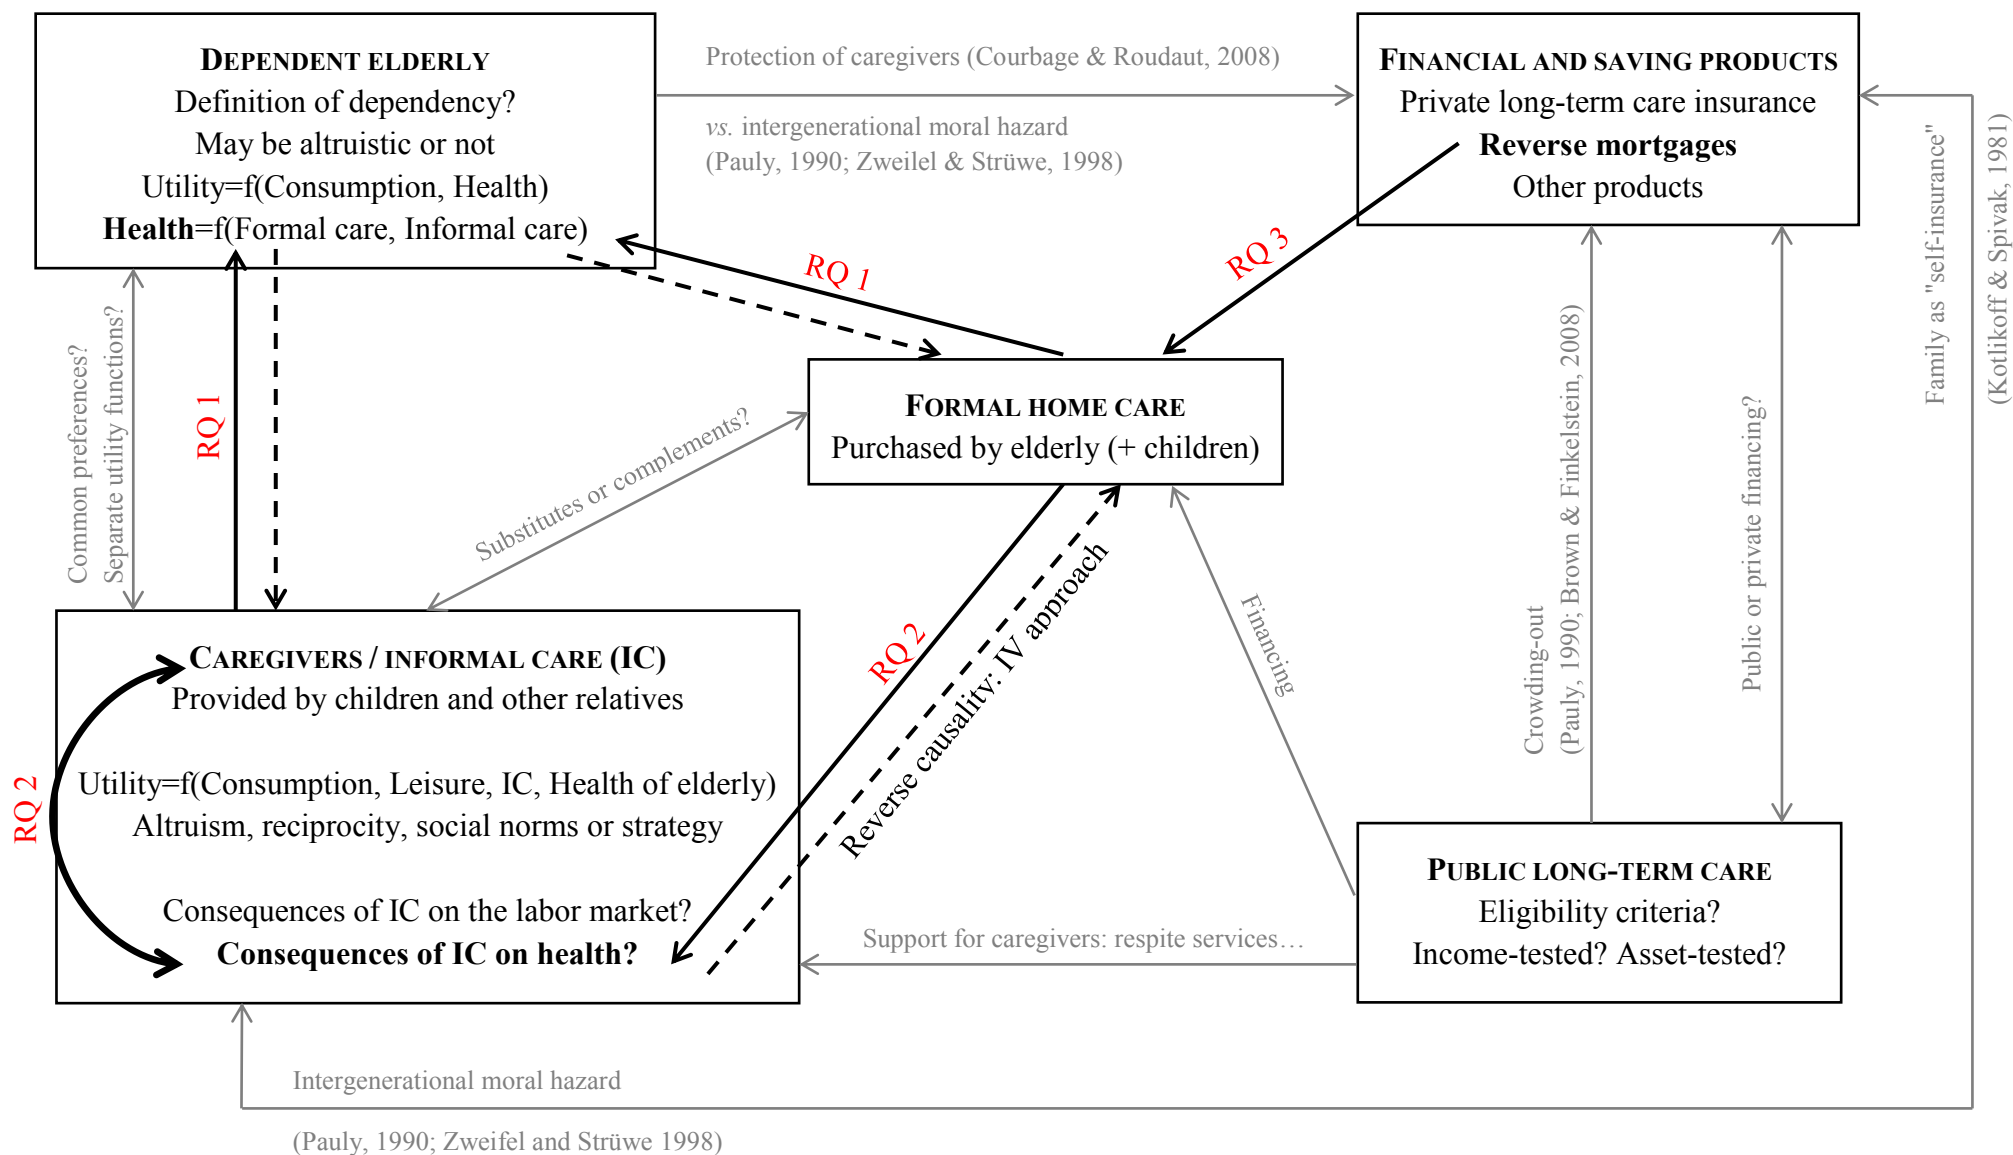 DEPENDENT ELDERLY
Definition of dependency?
May be altruistic or not
Utility=f(Consumption, Health)
Health=f(Formal care, Informal care)
Protection of caregivers (Courbage & Roudaut, 2008)
vs. intergenerational moral hazard
(Pauly, 1990; Zweilel & Strüwe, 1998)
FINANCIAL AND SAVING PRODUCTS
Private long-term care insurance
Reverse mortgages
Other products
Family as "self-insurance"
(Kotlikoff & Spivak, 1981)
RQ 1
RQ 3
Common preferences?
Separate utility functions?
RQ 1
FORMAL HOME CARE
Purchased by elderly (+ children)
Substitutes or complements?
Crowding-out
(Pauly, 1990; Brown & Finkelstein, 2008)
Public or private financing?
Financing
RQ 2
Reverse causality: IV approach
CAREGIVERS / INFORMAL CARE (IC)
Provided by children and other relatives
Utility=f(Consumption, Leisure, IC, Health of elderly)
Altruism, reciprocity, social norms or strategy
Consequences of IC on the labor market?
Consequences of IC on health?
RQ 2
Support for caregivers: respite services…
PUBLIC LONG-TERM CARE
Eligibility criteria?
Income-tested? Asset-tested?
Intergenerational moral hazard
(Pauly, 1990; Zweifel and Strüwe 1998)